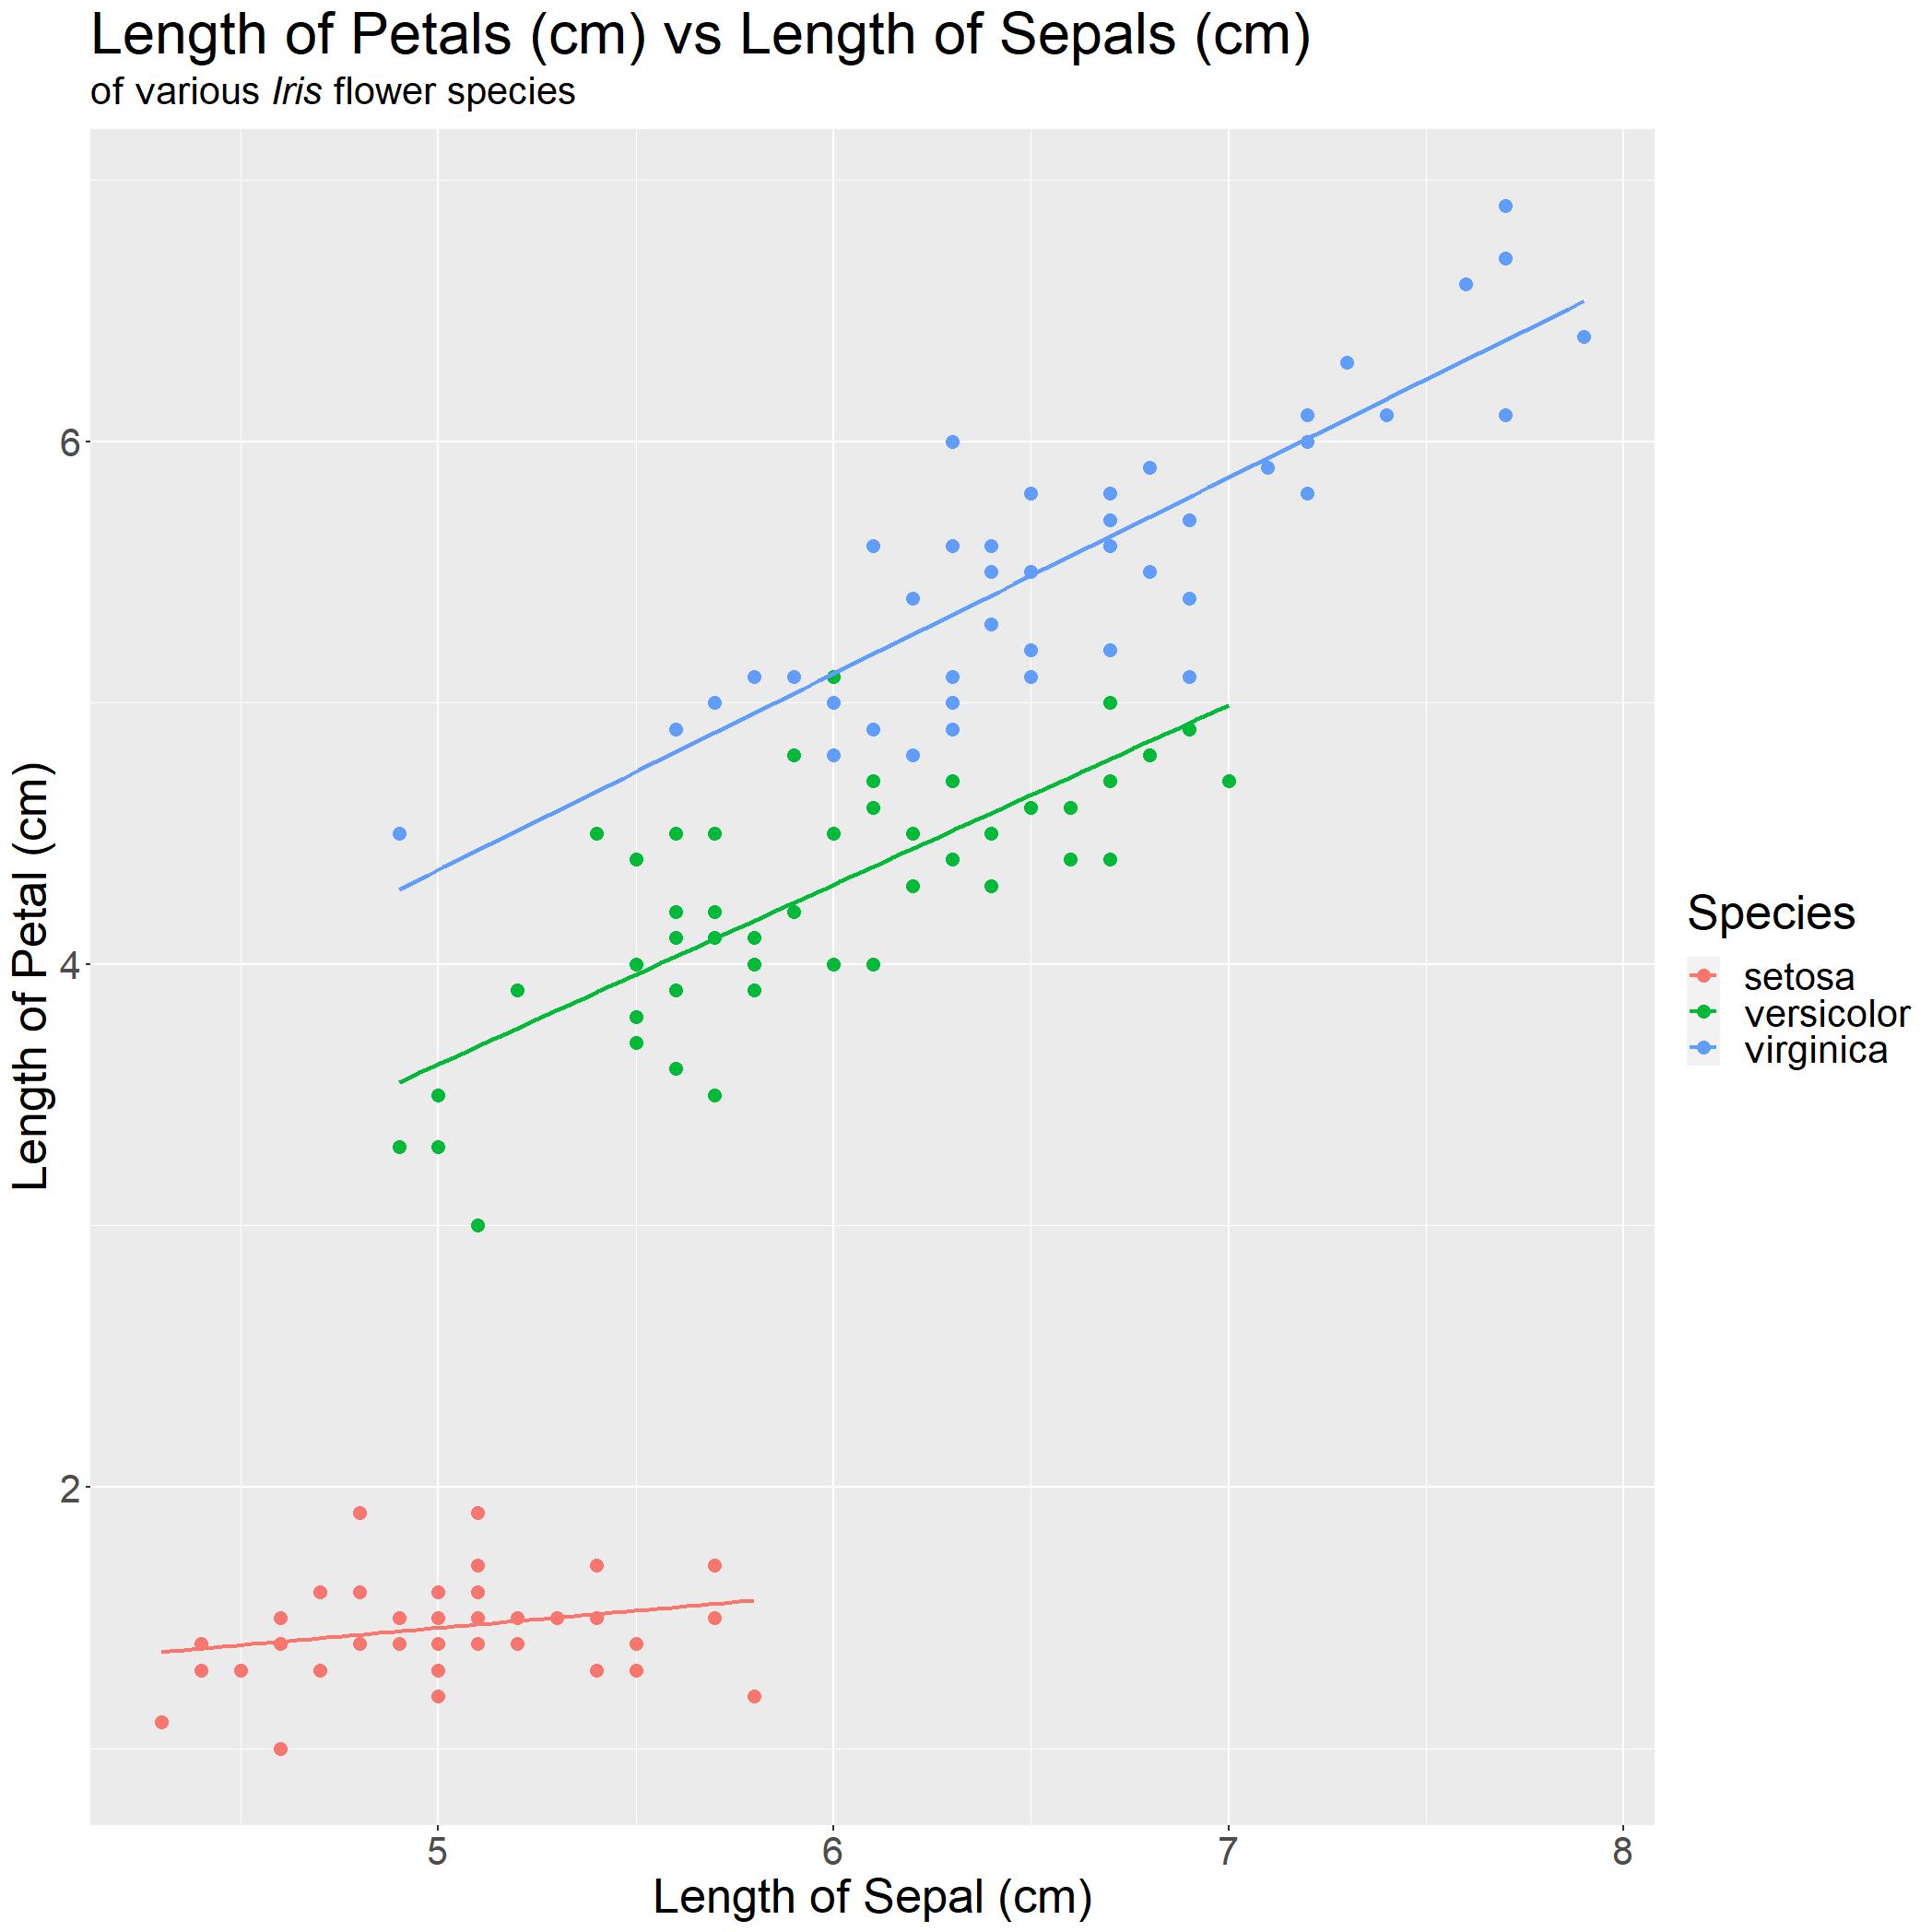 Length of Petals (cm) vs Length of Sepals (cm)
of various Iris flower species
Length of Petal (cm)
6
4
2
5 6 7 8
Length of Sepal (cm)
Species
setosa
versicolor
virginica